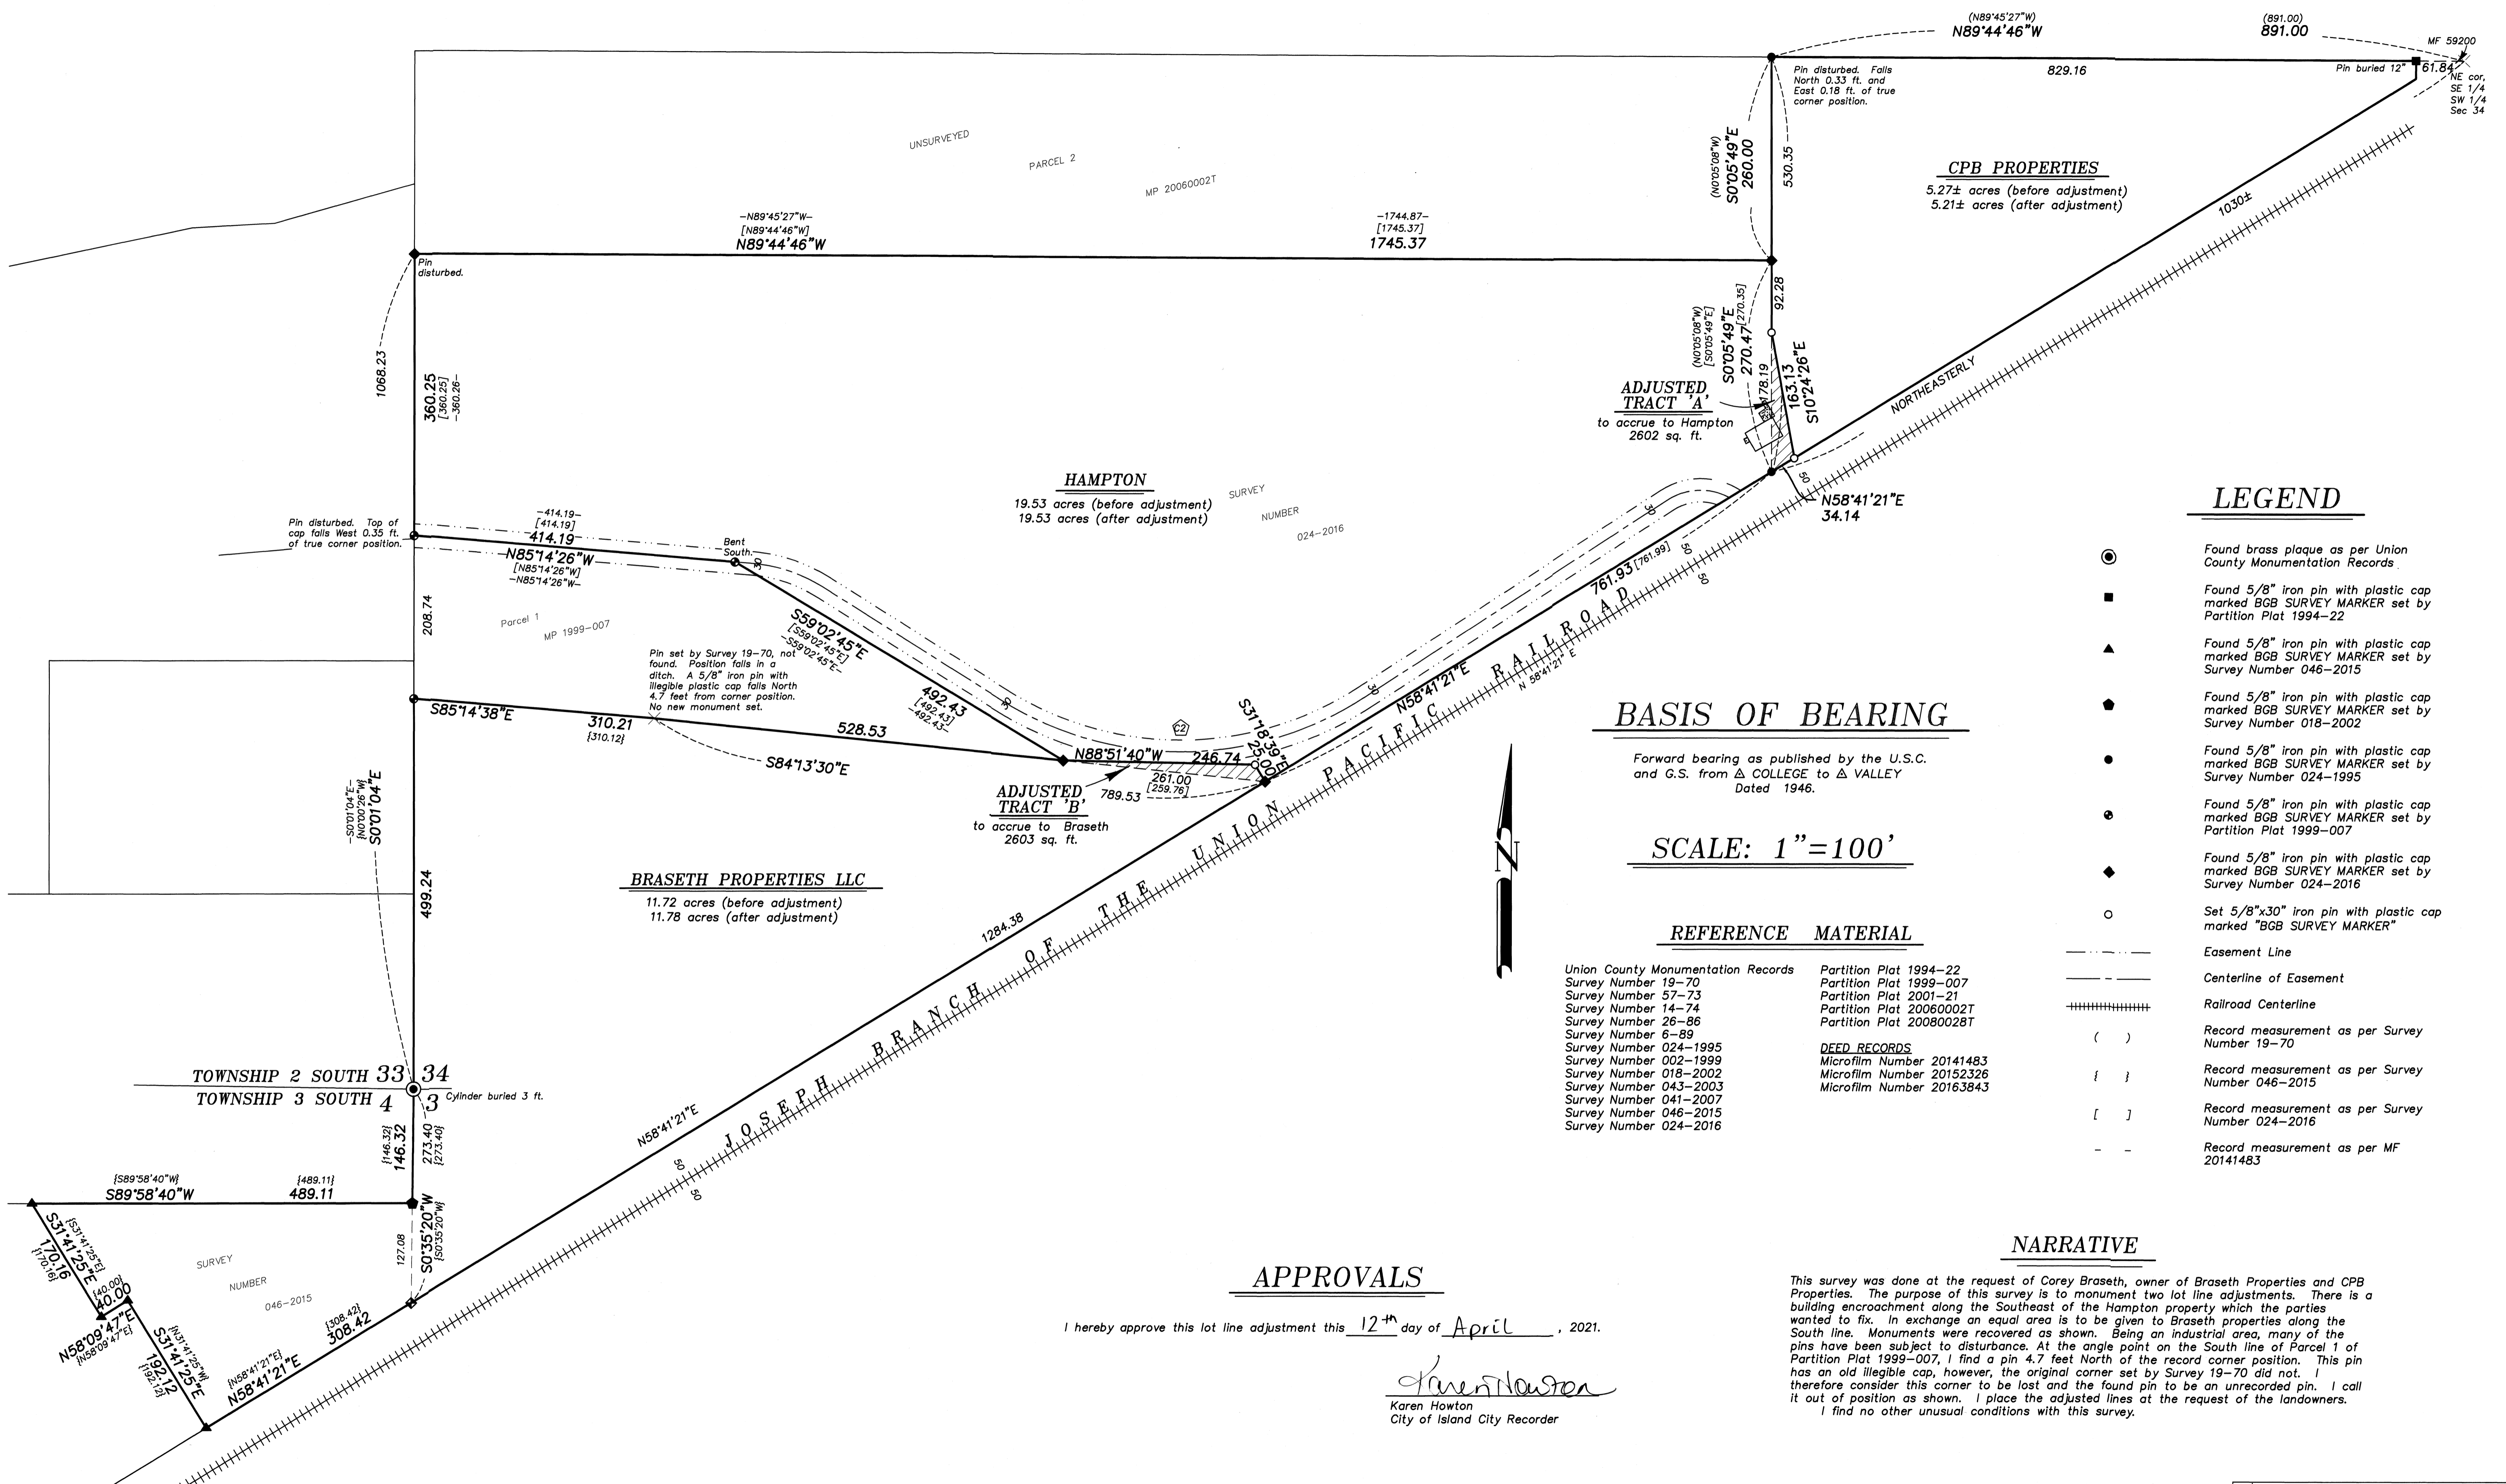 (N89°45'27"W)
N89°44'46"W
(891.00)
891.00
MF 59200
829.16
Pin buried 12"
61.84
NE cor,
SE 1/4
SW 1/4
Sec 34
Pin disturbed. Falls
North 0.33 ft. and
East 0.18 ft. of true
corner position.
UNSURVEYED
PARCEL 2
MP 20060002T
(N0°05'08"W)
S0°05'49"E
260.00
530.35
CPB PROPERTIES
5.27± acres (before adjustment)
5.21± acres (after adjustment)
1030±
NORTHEASTERLY
-N89°45'27"W-
[N89°44'46"W]
N89°44'46"W
-1744.87-
[1745.37]
1745.37
Pin
disturbed.
1068.23
360.25
[360.25]
-360.26-
92.28
(N0°05'08"W)
[S0°05'49"E]
S0°05'49"E
270.47
[270.35]
178.19
163.13
S10°24'26"E
ADJUSTED
TRACT 'A'
to accrue to Hampton
2602 sq. ft.
50
N58°41'21"E
34.14
HAMPTON
19.53 acres (before adjustment)
19.53 acres (after adjustment)
SURVEY
NUMBER
024-2016
Pin disturbed. Top of
cap falls West 0.35 ft.
of true corner position.
-414.19-
[414.19]
414.19
N85°14'26"W
[N85°14'26"W]
-N85°14'26"W-
Bent
South.
30
30
30
30
208.74
Parcel 1
MP 1999-007
S59°02'45"E
[S59°02'45"E]
-S59°02'45"E-
492.43
[492.43]
-492.43-
Pin set by Survey 19-70, not
found. Position falls in a
ditch. A 5/8" iron pin with
illegible plastic cap falls North
4.7 feet from corner position.
No new monument set.
S85°14'38"E
310.21
{310.12}
528.53
S84°13'30"E
C2
N88°51'40"W
246.74
S31°18'39"E
25.00
261.00
[259.76]
789.53
ADJUSTED
TRACT 'B'
to accrue to Braseth
2603 sq. ft.
761.93
[761.99]
N58°41'21"E
N 58°41'21" E
50
50
JOSEPH BRANCH OF THE UNION PACIFIC RAILROAD
-S0°01'04"E-
{N0°00'26"W}
S0°01'04"E
499.24
BRASETH PROPERTIES LLC
11.72 acres (before adjustment)
11.78 acres (after adjustment)
1284.38
N58°41'21"E
50
50
TOWNSHIP 2 SOUTH 33 34
TOWNSHIP 3 SOUTH 4 3
Cylinder buried 3 ft.
{146.32}
146.32
273.40
{273.40}
{S89°58'40"W}
S89°58'40"W
{489.11}
489.11
127.08
S0°35'20"W
{S0°35'20"W}
{S31°41'25"E}
S31°41'25"E
170.16
{170.16}
{40.00}
40.00
N58°09'47"E
{N58°09'47"E}
{N31°41'25"W}
S31°41'25"E
192.12
{192.12}
SURVEY
NUMBER
046-2015
{308.42}
308.42
{N58°41'21"E}
N58°41'21"E
BASIS OF BEARING
Forward bearing as published by the U.S.C.
and G.S. from △ COLLEGE to △ VALLEY
Dated 1946.
N
SCALE: 1"=100'
REFERENCE MATERIAL
Union County Monumentation Records
Survey Number 19-70
Survey Number 57-73
Survey Number 14-74
Survey Number 26-86
Survey Number 6-89
Survey Number 024-1995
Survey Number 002-1999
Survey Number 018-2002
Survey Number 043-2003
Survey Number 041-2007
Survey Number 046-2015
Survey Number 024-2016
Partition Plat 1994-22
Partition Plat 1999-007
Partition Plat 2001-21
Partition Plat 20060002T
Partition Plat 20080028T
DEED RECORDS
Microfilm Number 20141483
Microfilm Number 20152326
Microfilm Number 20163843
LEGEND
Found brass plaque as per Union
County Monumentation Records
Found 5/8" iron pin with plastic cap
marked BGB SURVEY MARKER set by
Partition Plat 1994-22
Found 5/8" iron pin with plastic cap
marked BGB SURVEY MARKER set by
Survey Number 046-2015
Found 5/8" iron pin with plastic cap
marked BGB SURVEY MARKER set by
Survey Number 018-2002
Found 5/8" iron pin with plastic cap
marked BGB SURVEY MARKER set by
Survey Number 024-1995
Found 5/8" iron pin with plastic cap
marked BGB SURVEY MARKER set by
Partition Plat 1999-007
Found 5/8" iron pin with plastic cap
marked BGB SURVEY MARKER set by
Survey Number 024-2016
Set 5/8"x30" iron pin with plastic cap
marked "BGB SURVEY MARKER"
Easement Line
Centerline of Easement
Railroad Centerline
( ) Record measurement as per Survey
Number 19-70
{ } Record measurement as per Survey
Number 046-2015
[ ] Record measurement as per Survey
Number 024-2016
- - Record measurement as per MF
20141483
APPROVALS
I hereby approve this lot line adjustment this 12th day of April, 2021.
Karen Howton
Karen Howton
City of Island City Recorder
NARRATIVE
This survey was done at the request of Corey Braseth, owner of Braseth Properties and CPB
Properties. The purpose of this survey is to monument two lot line adjustments. There is a
building encroachment along the Southeast of the Hampton property which the parties
wanted to fix. In exchange an equal area is to be given to Braseth properties along the
South line. Monuments were recovered as shown. Being an industrial area, many of the
pins have been subject to disturbance. At the angle point on the South line of Parcel 1 of
Partition Plat 1999-007, I find a pin 4.7 feet North of the record corner position. This pin
has an old illegible cap, however, the original corner set by Survey 19-70 did not. I
therefore consider this corner to be lost and the found pin to be an unrecorded pin. I call
it out of position as shown. I place the adjusted lines at the request of the landowners.
I find no other unusual conditions with this survey.